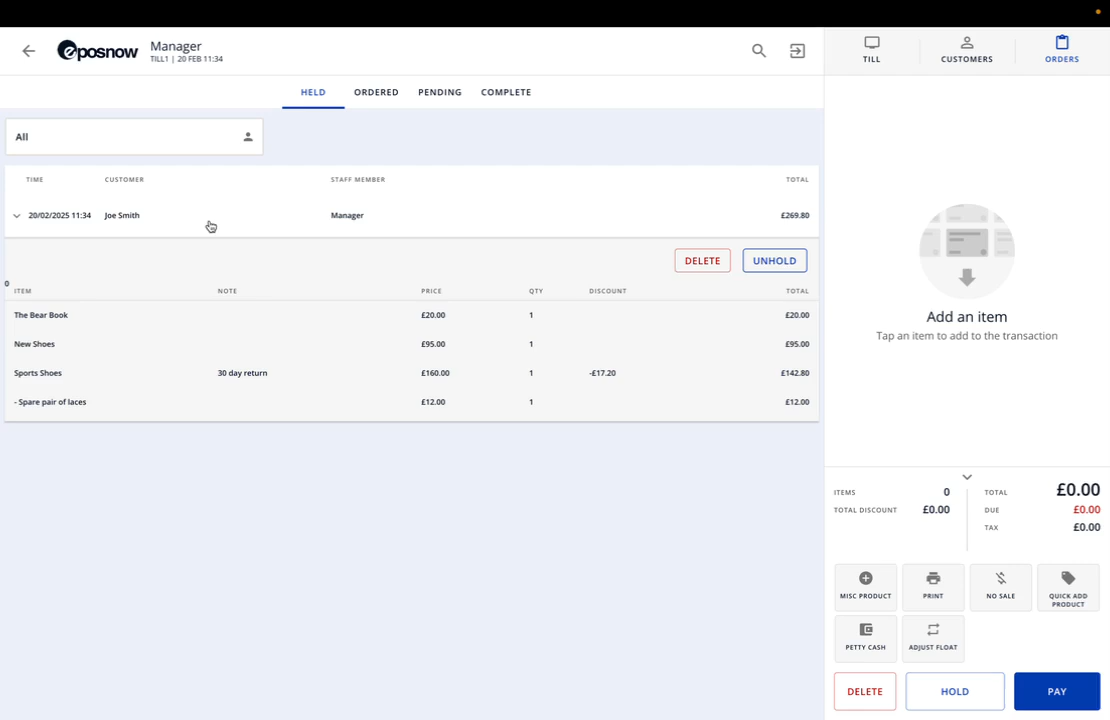 eposnow
Manager
TILL1 | 20 FEB 11:34
TILL
CUSTOMERS
ORDERS
HELD
ORDERED
PENDING
COMPLETE
All
TIME CUSTOMER STAFF MEMBER TOTAL
20/02/2025 11:34 Joe Smith Manager £269.80
DELETE
UNHOLD
0
ITEM NOTE PRICE QTY DISCOUNT TOTAL
The Bear Book £20.00 1 £20.00
New Shoes £95.00 1 £95.00
Sports Shoes 30 day return £160.00 1 -£17.20 £142.80
- Spare pair of laces £12.00 1 £12.00
Add an item
Tap an item to add to the transaction
ITEMS 0
TOTAL DISCOUNT £0.00
TOTAL £0.00
DUE £0.00
TAX £0.00
MISC PRODUCT
PRINT
NO SALE
QUICK ADD
PRODUCT
PETTY CASH
ADJUST FLOAT
DELETE
HOLD
PAY